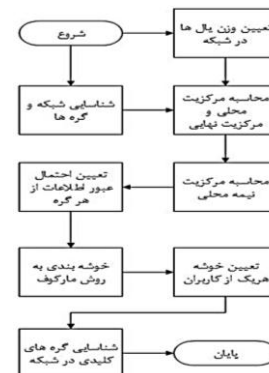 شروع
تعیین وزن یال ها
در شبکه
شناسایی شبکه و
گره ها
محاسبه مرکزیت
محلی و
مرکزیت نهایی
محاسبه مرکزیت
نیمه محلی
تعیین احتمال
عبور اطلاعات از
هر گره
خوشه بندی به
روش مارکوف
تعیین خوشه
هریک از کاربران
شناسایی گره های
کلیدی در شبکه
پایان